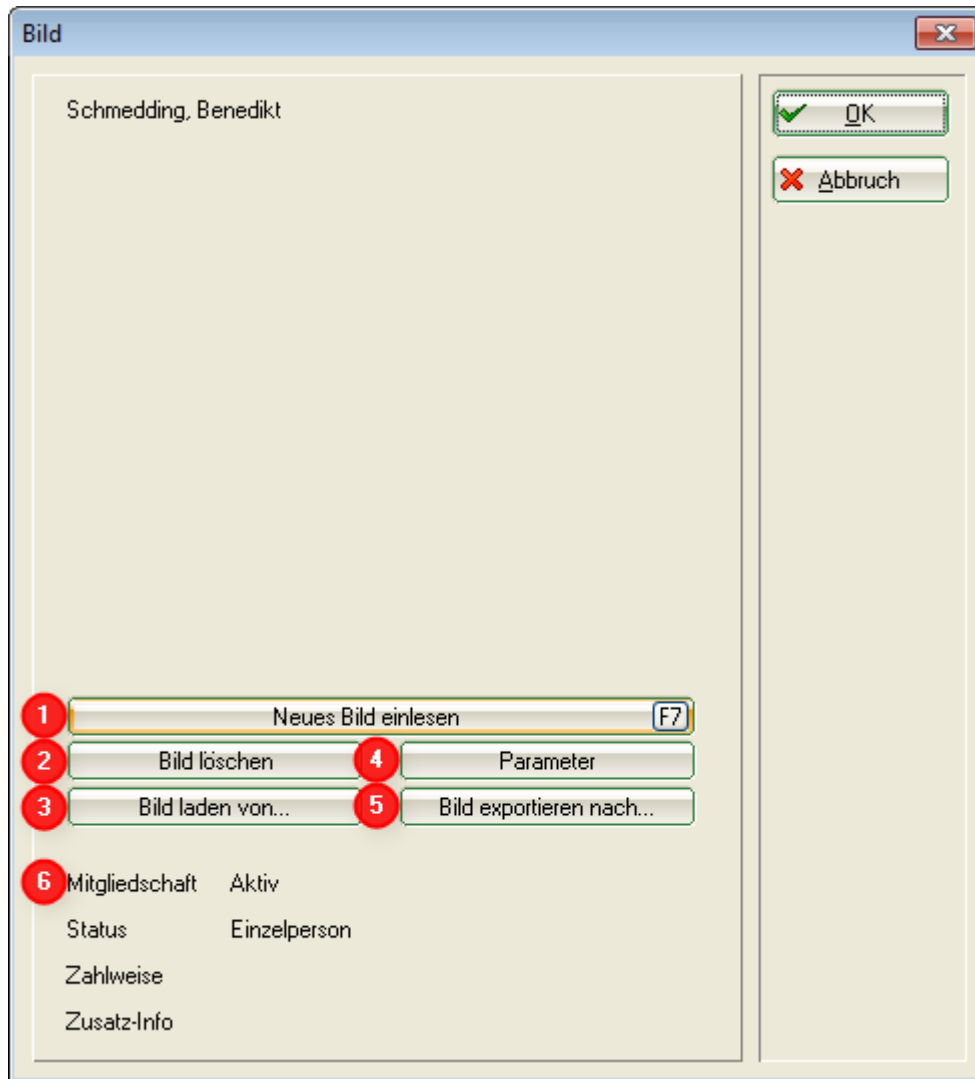 Bild
Schmedding, Benedikt
OK
Abbruch
1 Neues Bild einlesen F7
2 Bild löschen 4 Parameter
3 Bild laden von... 5 Bild exportieren nach...
6 Mitgliedschaft Aktiv
Status Einzelperson
Zahlweise
Zusatz-Info